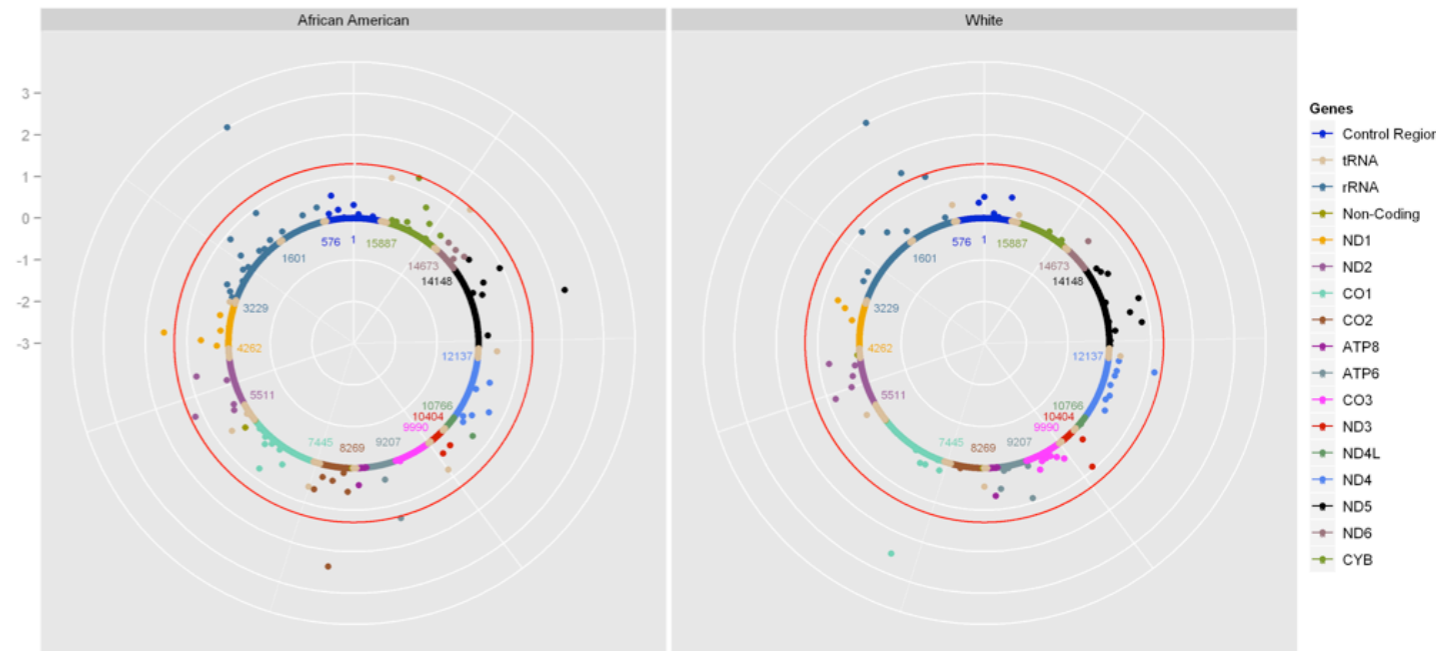 African American
White
3
2
1
0
-1
-2
-3
576 1 15887
1601
14673
14148
3229
4262
12137
5511
10766
10404
9990
7445
8269
9207
576 1 15887
1601
14673
14148
3229
4262
12137
5511
10766
10404
9990
7445
8269
9207
Genes
Control Region
tRNA
rRNA
Non-Coding
ND1
ND2
CO1
CO2
ATP8
ATP6
CO3
ND3
ND4L
ND4
ND5
ND6
CYB